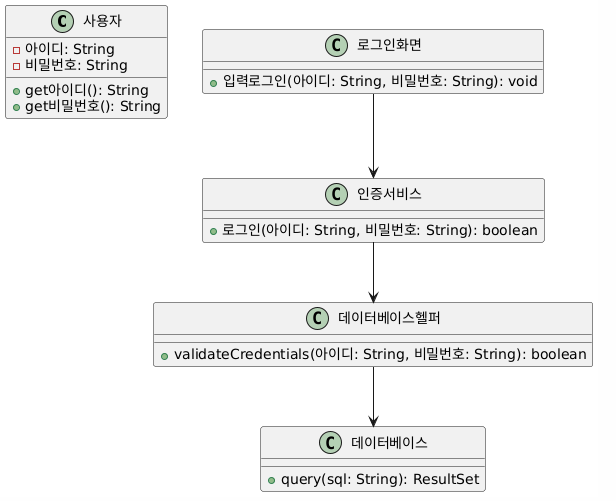 C 사용자
아이디: String
비밀번호: String
get아이디(): String
get비밀번호(): String
C 로그인화면
입력로그인(아이디: String, 비밀번호: String): void
C 인증서비스
로그인(아이디: String, 비밀번호: String): boolean
C 데이터베이스헬퍼
validateCredentials(아이디: String, 비밀번호: String): boolean
C 데이터베이스
query(sql: String): ResultSet